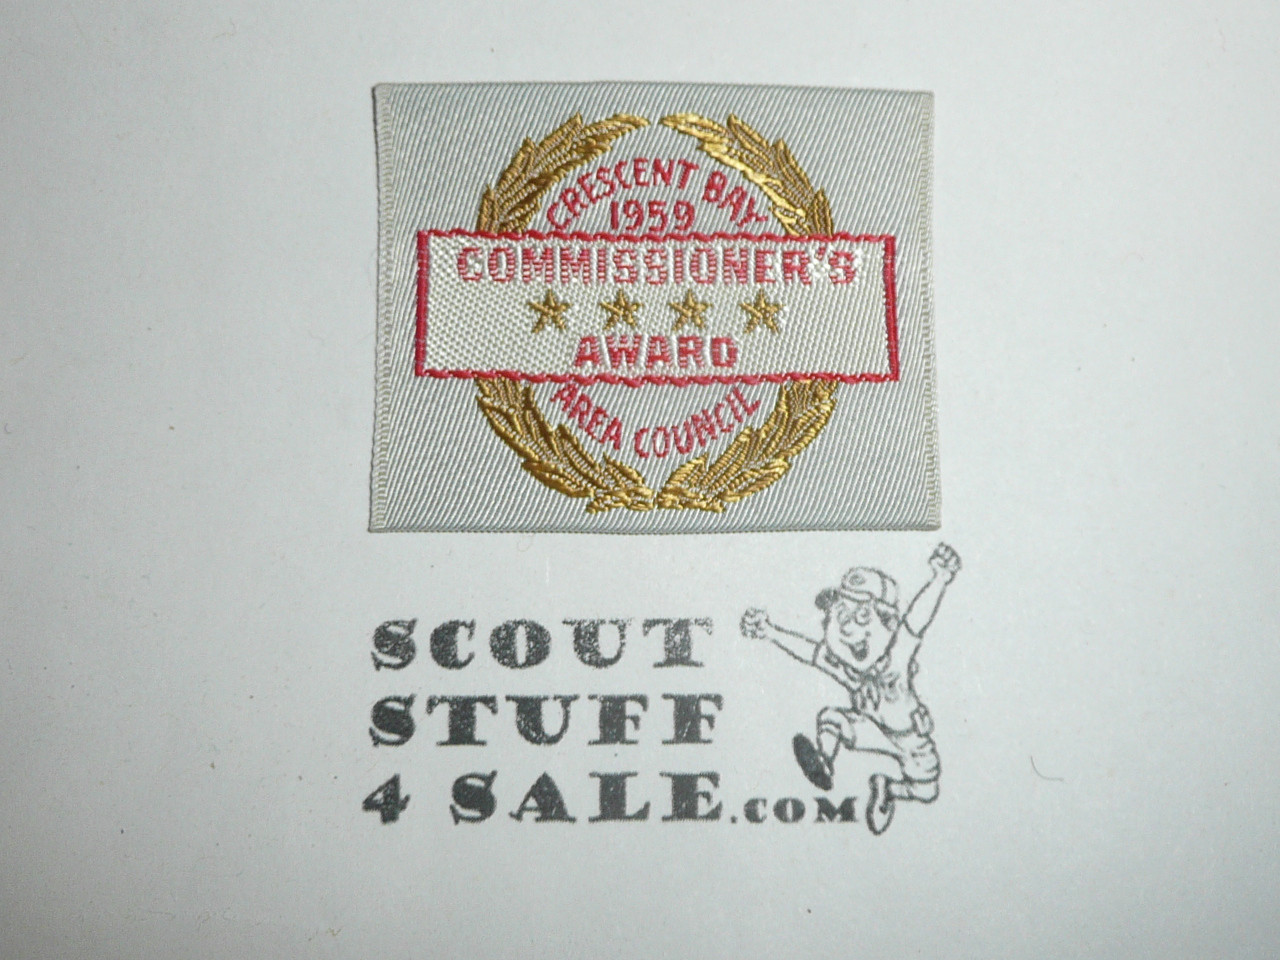 CRESCENT BAY
1959
COMMISSIONER'S
AWARD
AREA COUNCIL
SCOUT
STUFF
4 SALE.COM